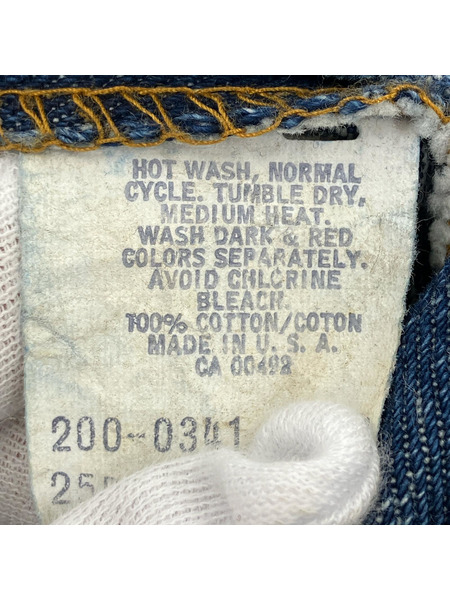 HOT WASH, NORMAL
CYCLE. TUMBLE DRY,
MEDIUM HEAT.
WASH DARK & RED
COLORS SEPARATELY.
AVOID CHLORINE
BLEACH.
100% COTTON/COTON
MADE IN U. S. A.
CA 00492
200-0341